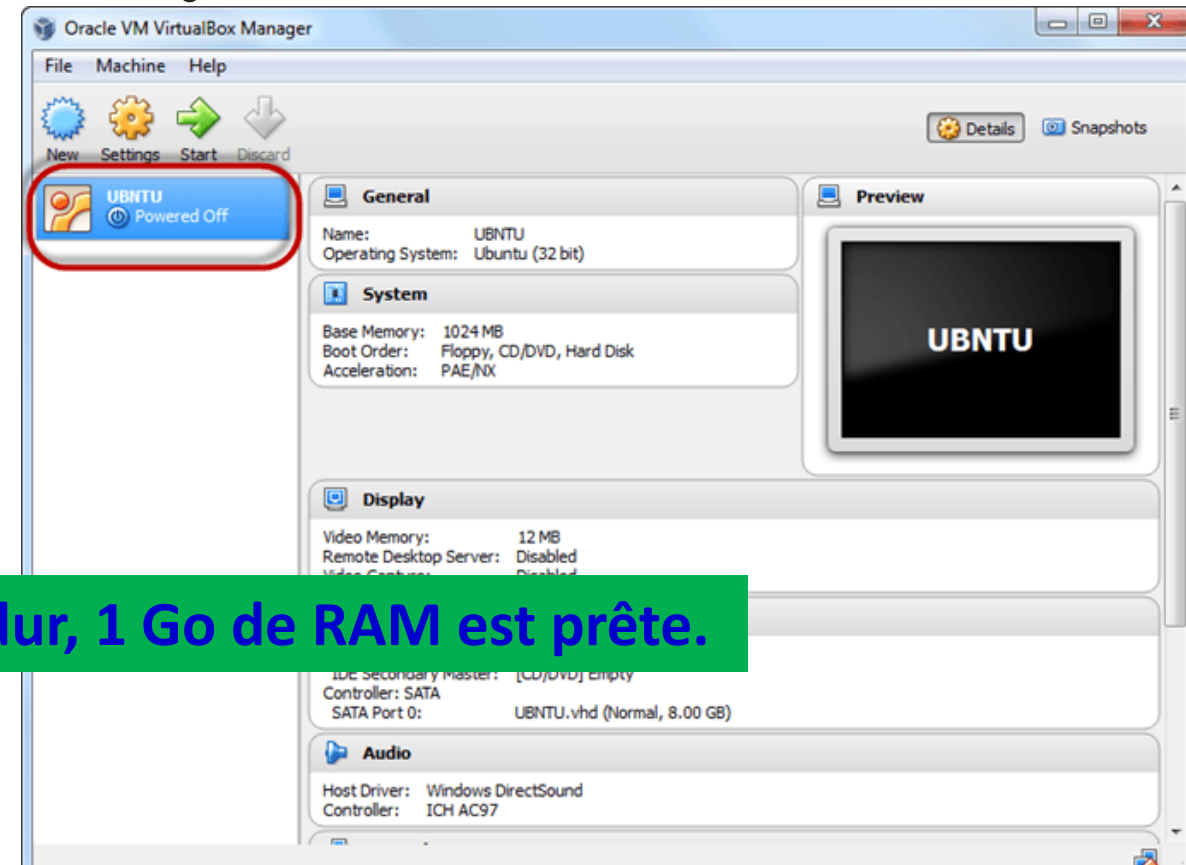 Oracle VM VirtualBox Manager
File Machine Help
New Settings Start Discard
Details Snapshots
UBNTU
Powered Off
General
Name: UBNTU
Operating System: Ubuntu (32 bit)
System
Base Memory: 1024 MB
Boot Order: Floppy, CD/DVD, Hard Disk
Acceleration: PAE/NX
Preview
UBNTU
Display
Video Memory: 12 MB
Remote Desktop Server: Disabled
Video Capture: Disabled
dur, 1 Go de RAM est prête.
IDE Secondary Master: [CD/DVD] Empty
Controller: SATA
SATA Port 0: UBNTU.vhd (Normal, 8.00 GB)
Audio
Host Driver: Windows DirectSound
Controller: ICH AC97